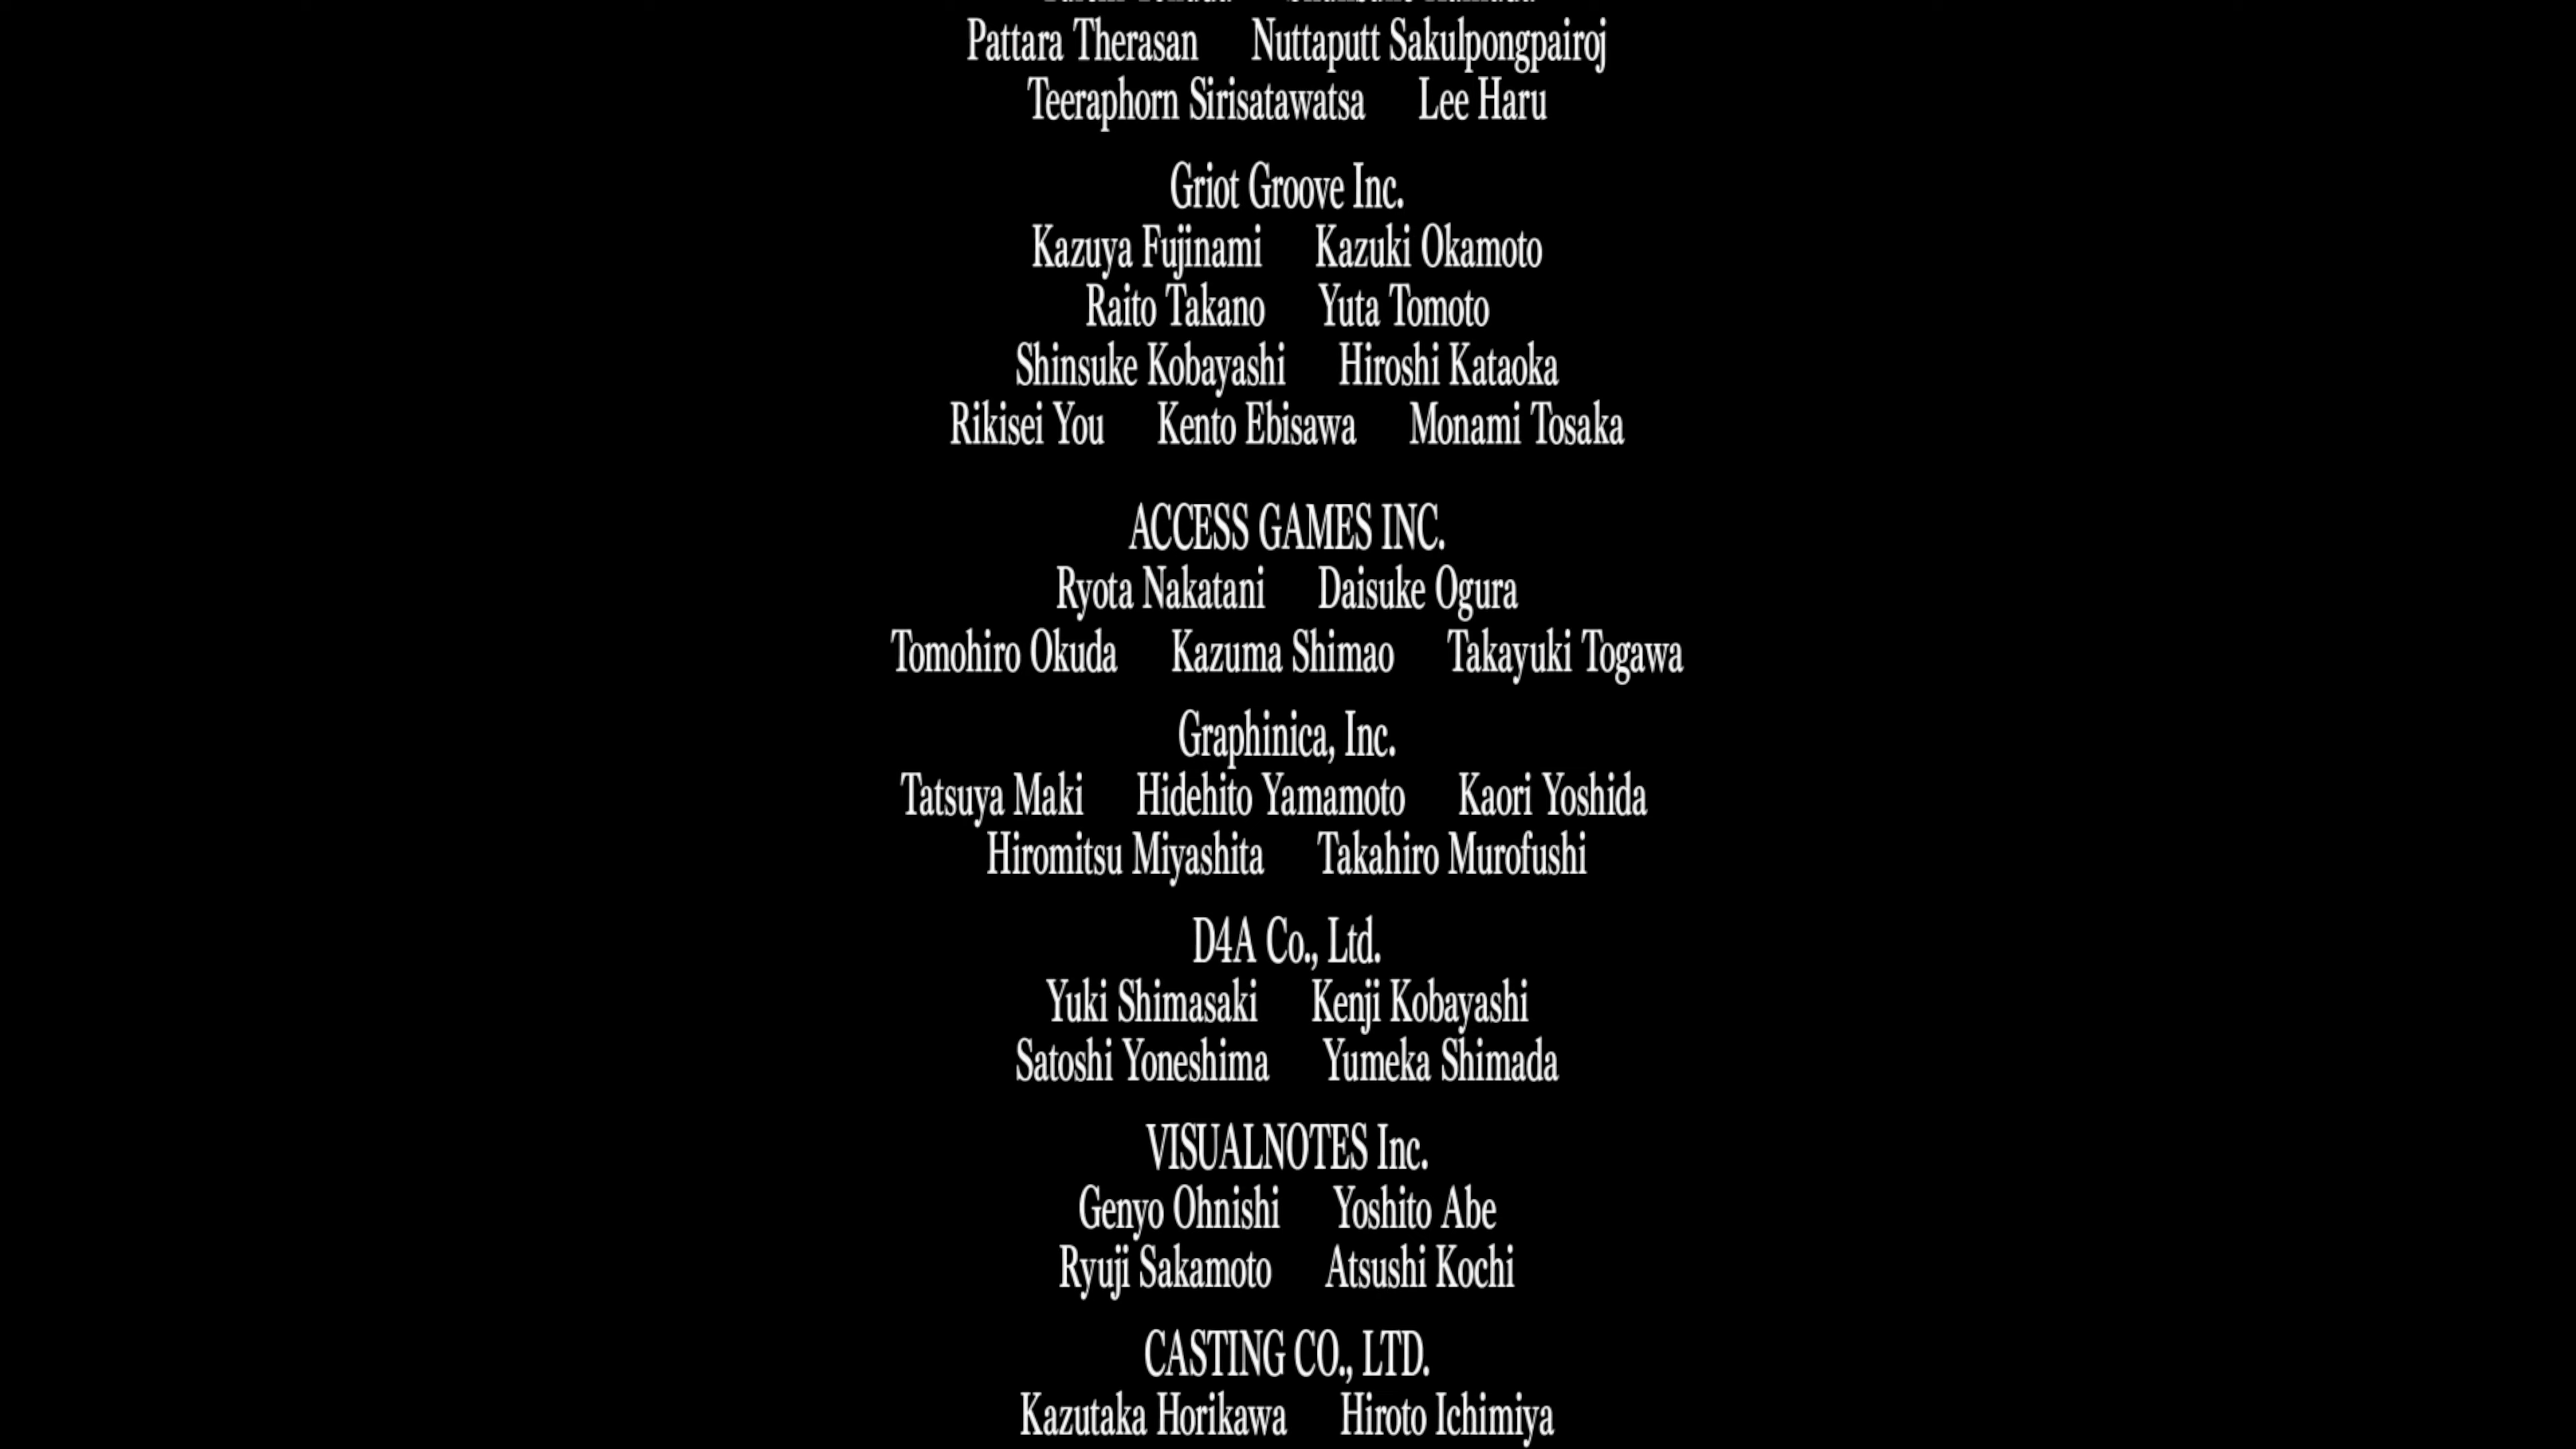 Pattara Therasan Nuttaputt Sakulpongpairoj
Teeraphorn Sirisatawatsa Lee Haru
Griot Groove Inc.
Kazuya Fujinami Kazuki Okamoto
Raito Takano Yuta Tomoto
Shinsuke Kobayashi Hiroshi Kataoka
Rikisei You Kento Ebisawa Monami Tosaka
ACCESS GAMES INC.
Ryota Nakatani Daisuke Ogura
Tomohiro Okuda Kazuma Shimao Takayuki Togawa
Graphinica, Inc.
Tatsuya Maki Hidehito Yamamoto Kaori Yoshida
Hiromitsu Miyashita Takahiro Murofushi
D4A Co., Ltd.
Yuki Shimasaki Kenji Kobayashi
Satoshi Yoneshima Yumeka Shimada
VISUALNOTES Inc.
Genyo Ohnishi Yoshito Abe
Ryuji Sakamoto Atsushi Kochi
CASTING CO., LTD.
Kazutaka Horikawa Hiroto Ichimiya